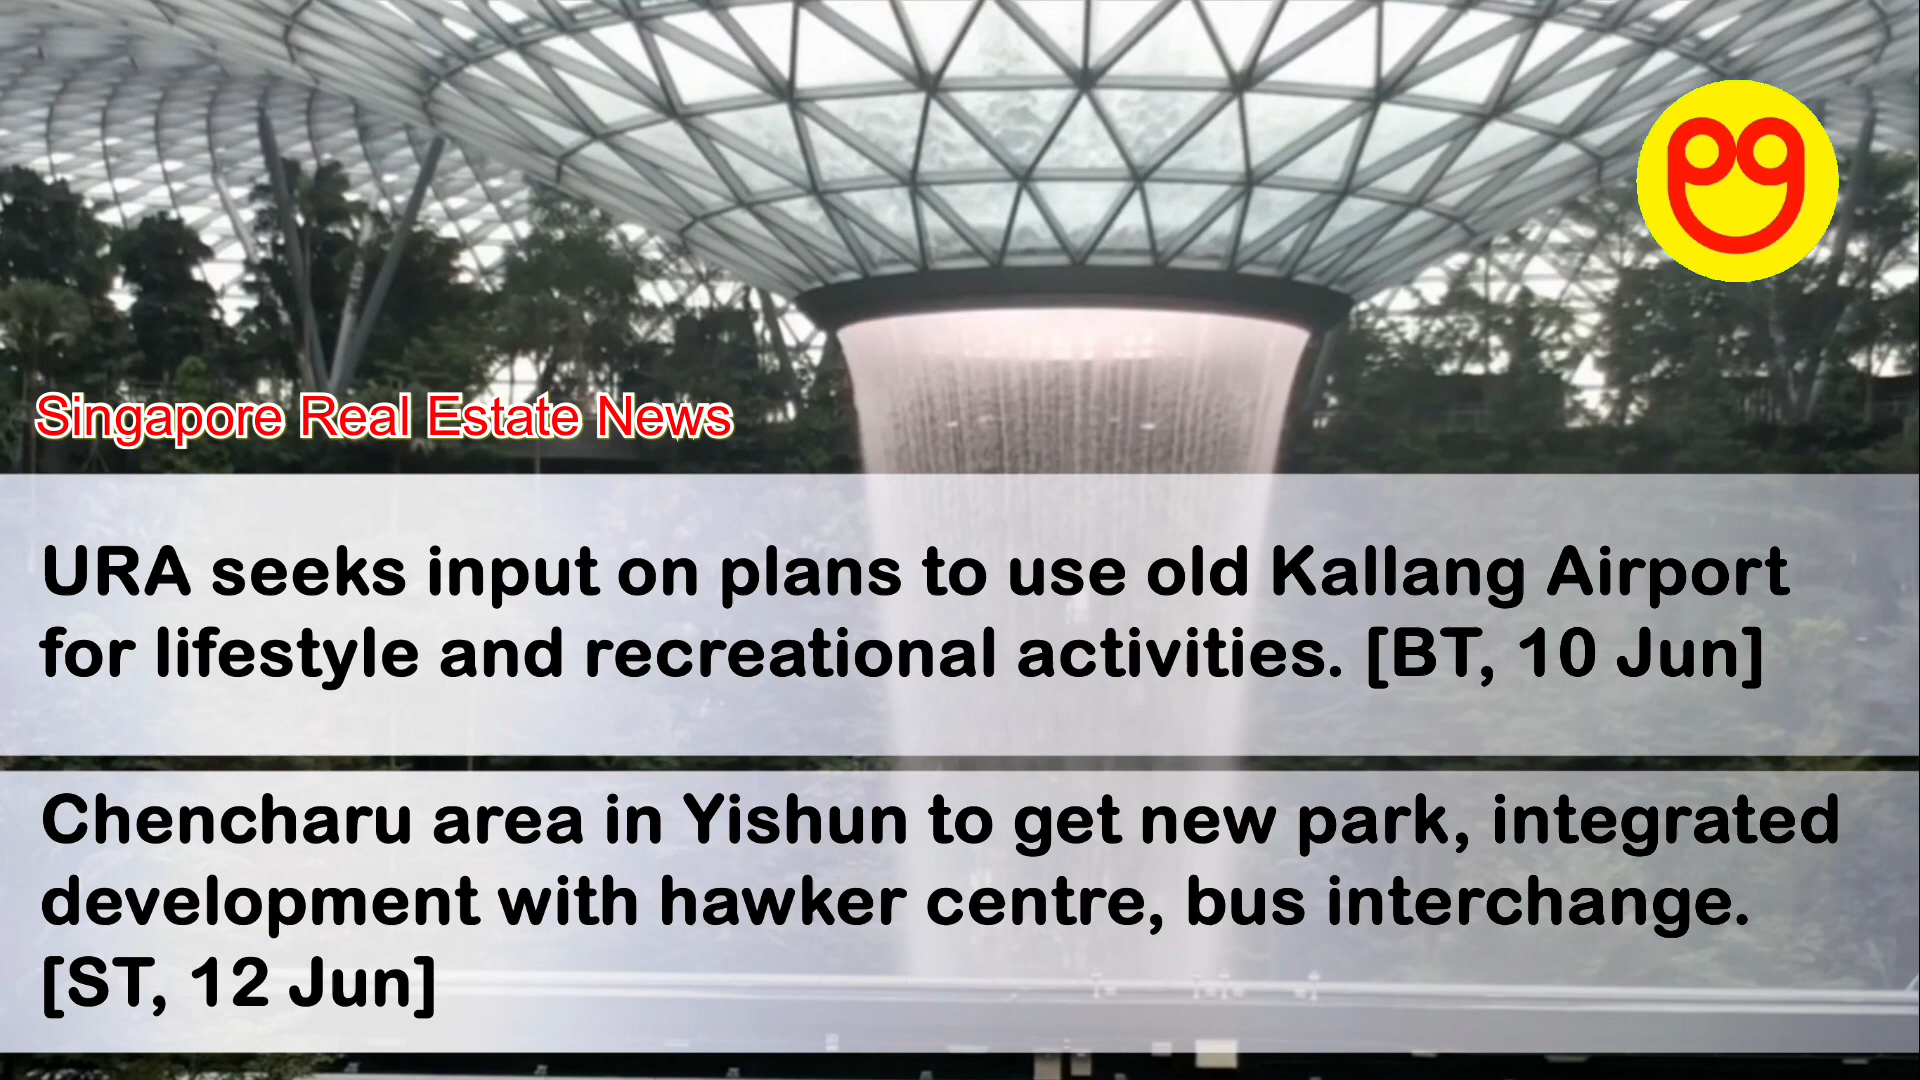 Singapore Real Estate News
URA seeks input on plans to use old Kallang Airport
for lifestyle and recreational activities. [BT, 10 Jun]
Chencharu area in Yishun to get new park, integrated
development with hawker centre, bus interchange.
[ST, 12 Jun]